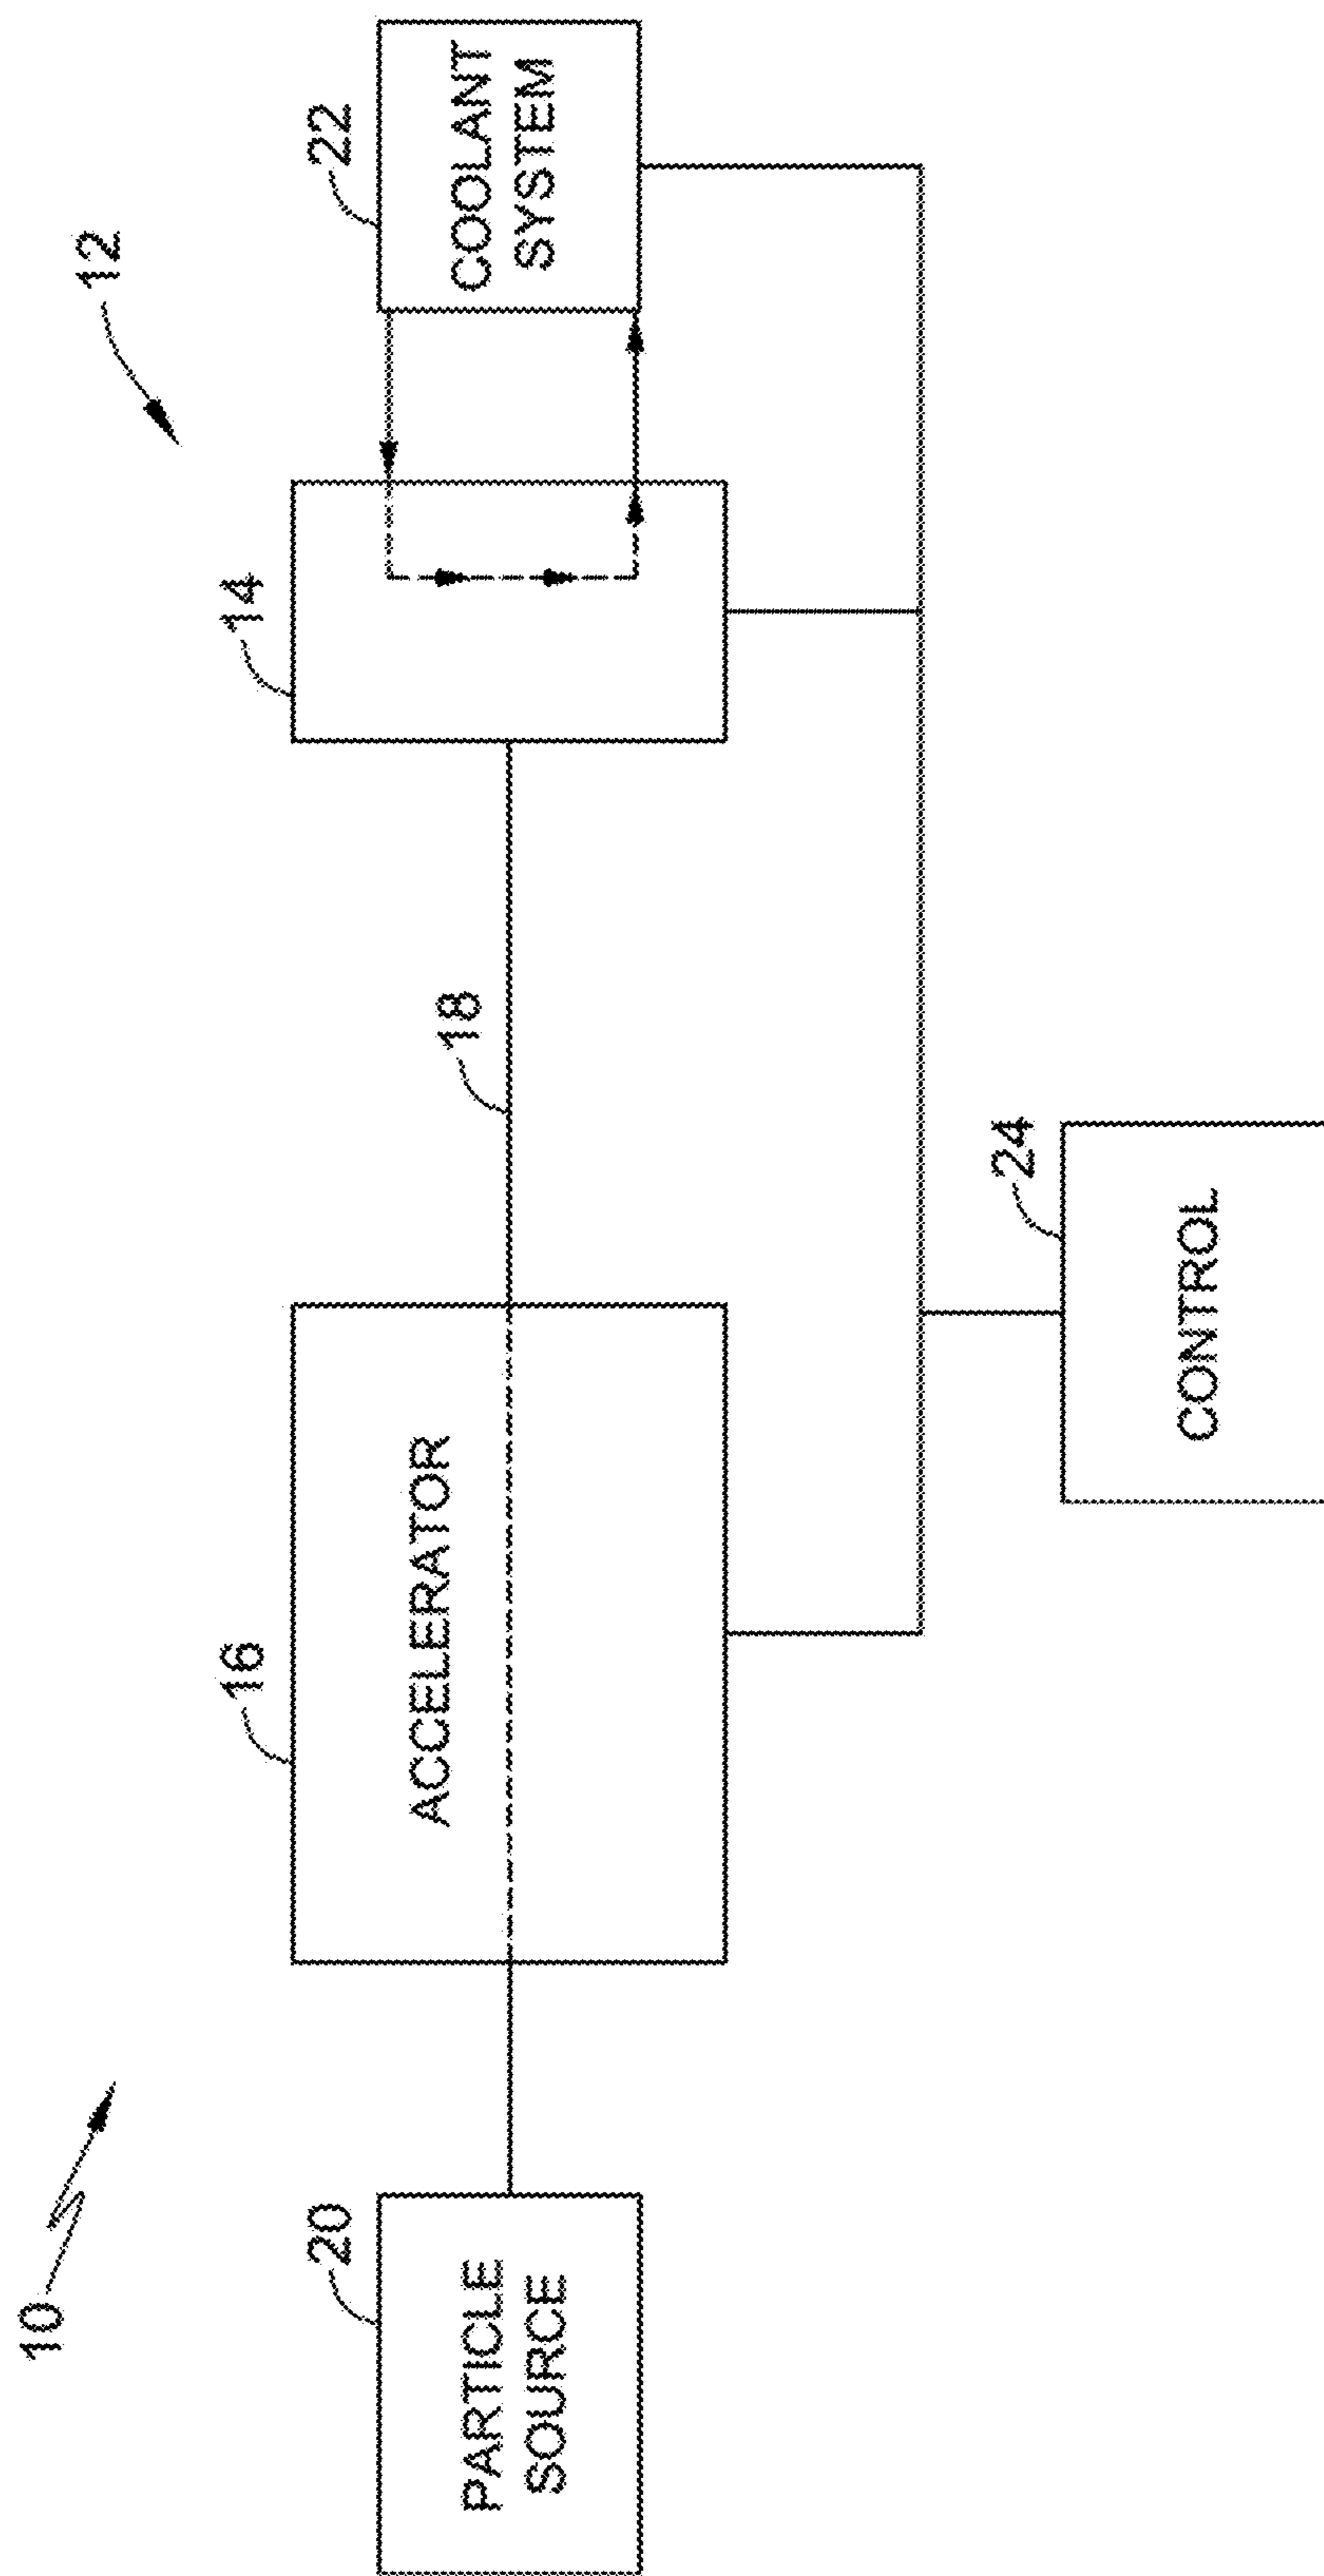 10
12
20
PARTICLE
SOURCE
16
ACCELERATOR
18
14
22
COOLANT
SYSTEM
24
CONTROL